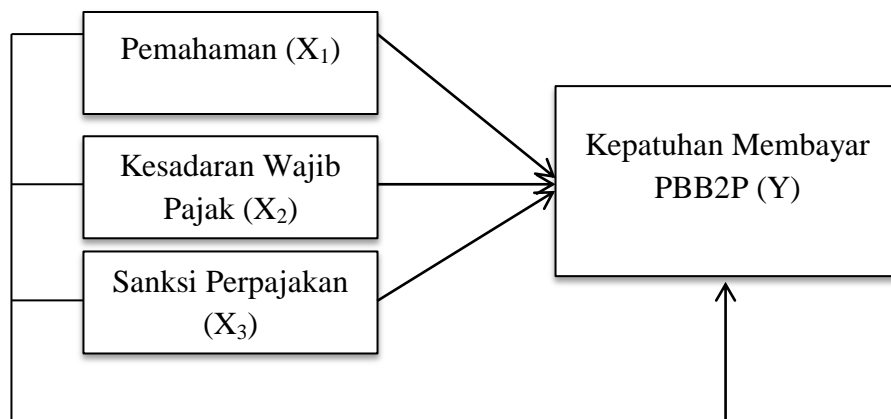 Pemahaman (X₁)
Kesadaran Wajib
Pajak (X₂)
Sanksi Perpajakan
(X₃)
Kepatuhan Membayar
PBB2P (Y)